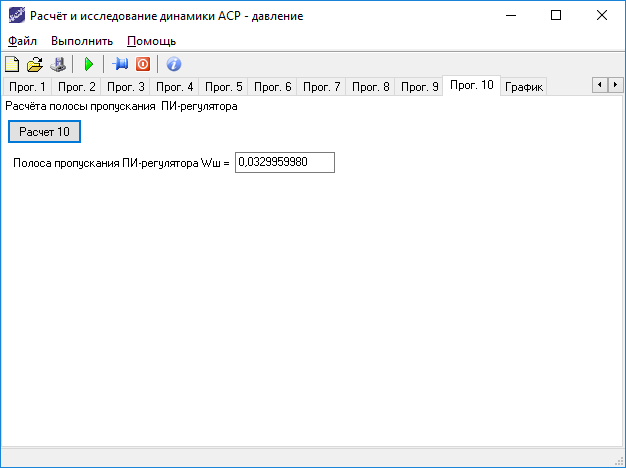 Расчёт и исследование динамики АСР - давление
Файл Выполнить Помощь
Прог. 1 Прог. 2 Прог. 3 Прог. 4 Прог. 5 Прог. 6 Прог. 7 Прог. 8 Прог. 9 Прог. 10 График
Расчёта полосы пропускания ПИ-регулятора
Расчет 10
Полоса пропускания ПИ-регулятора Wш = 0,0329959980